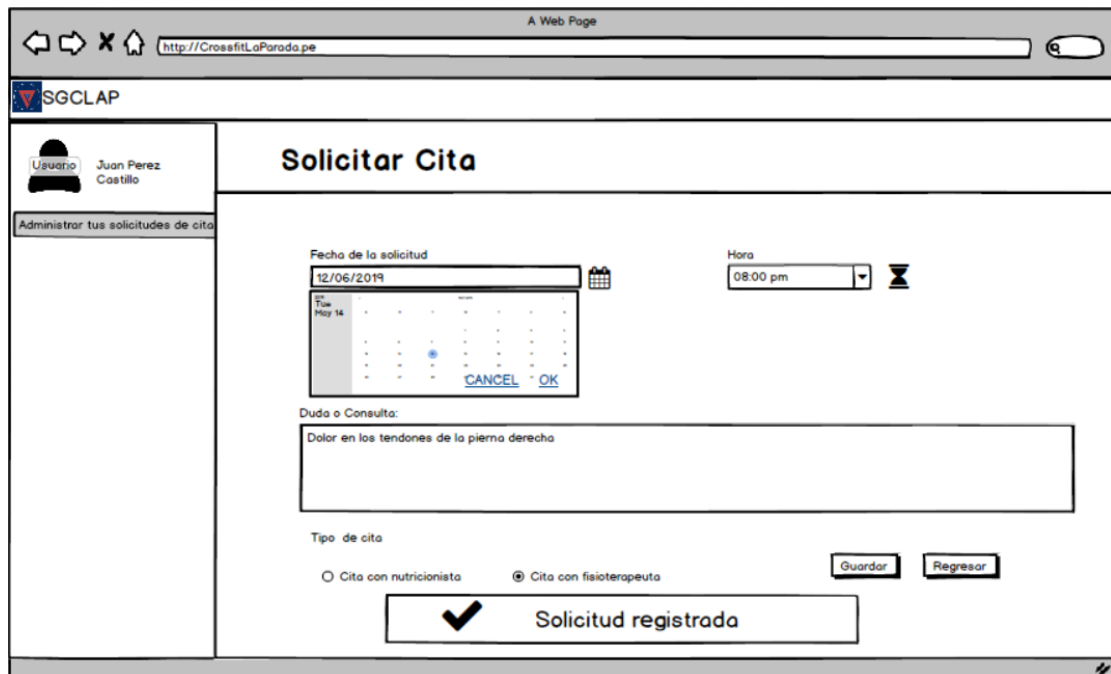 A Web Page
http://CrossfitLaParada.pe
SGCLAP
Usuario
Juan Perez
Castillo
Administrar tus solicitudes de cita
Solicitar Cita
Fecha de la solicitud
12/06/2019
Hora
08:00 pm
Tue
May 14
CANCEL OK
Duda o Consulta:
Dolor en los tendones de la pierna derecha
Tipo de cita
Cita con nutricionista
Cita con fisioterapeuta
Guardar
Regresar
Solicitud registrada